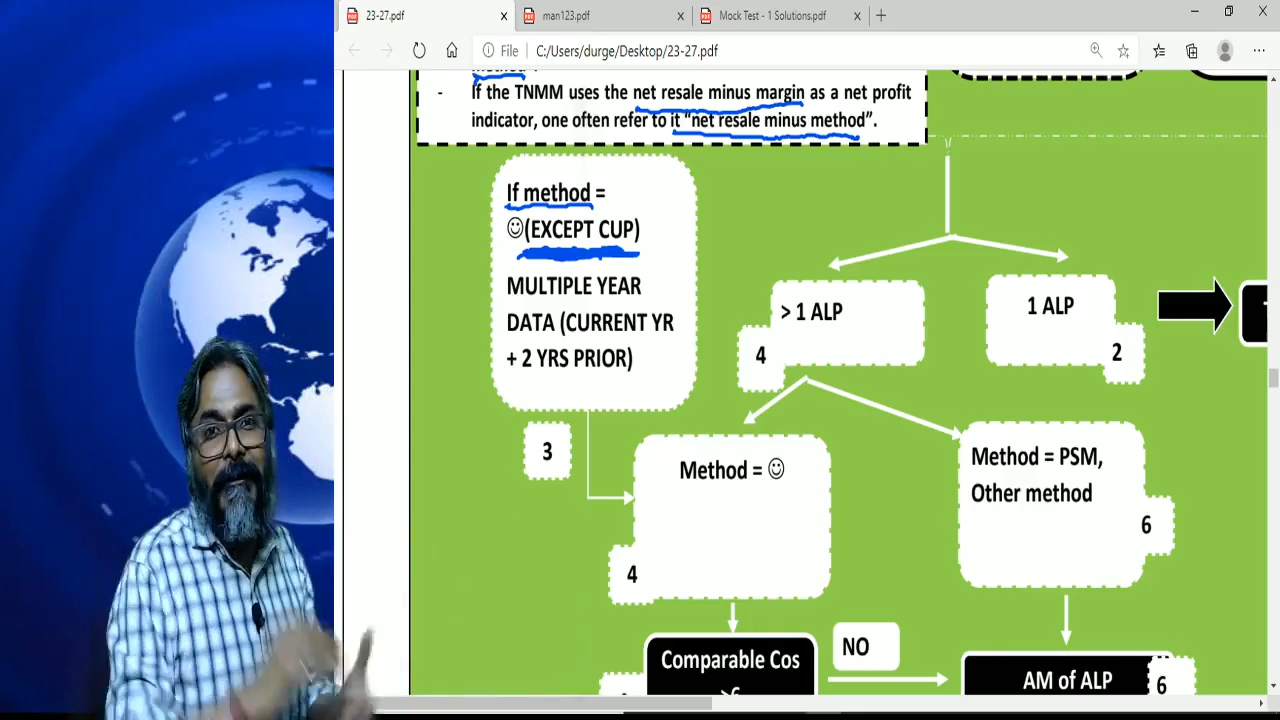 23-27.pdf
man123.pdf
Mock Test - 1 Solutions.pdf
File
C:/Users/durge/Desktop/23-27.pdf
method".
- If the TNMM uses the net resale minus margin as a net profit
indicator, one often refer to it "net resale minus method".
If method =
☺(EXCEPT CUP)
MULTIPLE YEAR
DATA (CURRENT YR
+ 2 YRS PRIOR)
3
> 1 ALP
4
1 ALP
2
Method = ☺
4
Method = PSM,
Other method
6
Comparable Cos
NO
AM of ALP
6